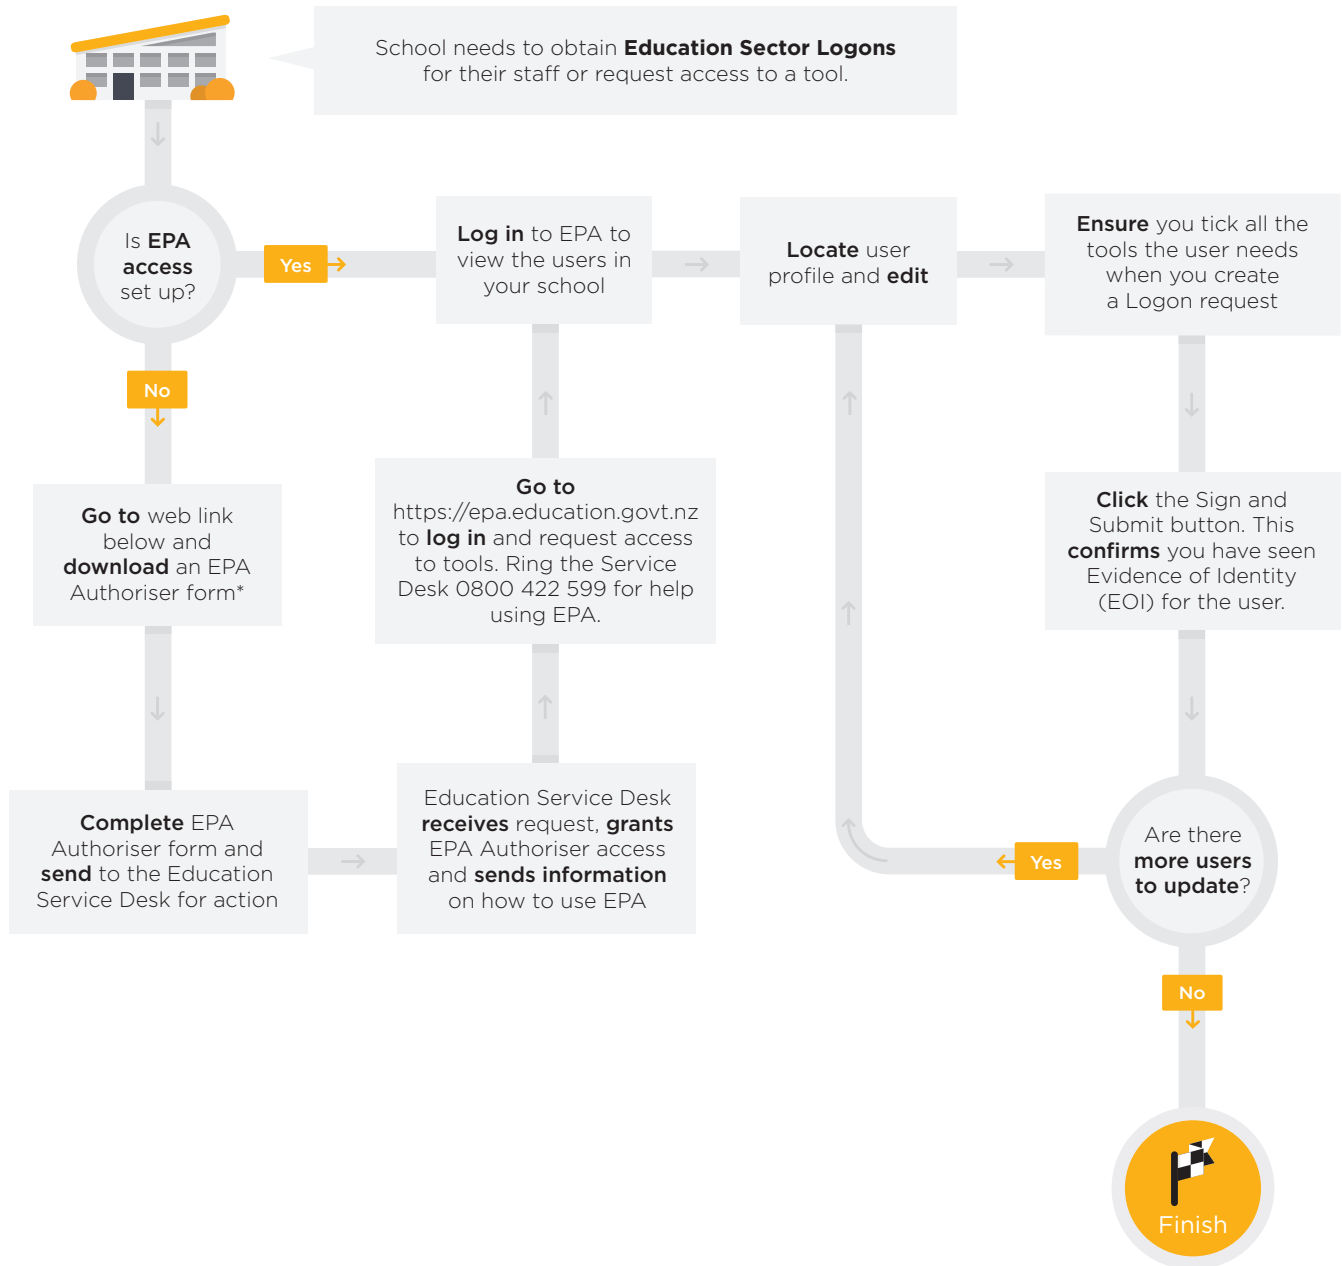 School needs to obtain Education Sector Logons
for their staff or request access to a tool.
Is EPA
access
set up?
Yes
Log in to EPA to
view the users in
your school
Locate user
profile and edit
Ensure you tick all the
tools the user needs
when you create
a Logon request
No
Go to web link
below and
download an EPA
Authoriser form*
Go to
https://epa.education.govt.nz
to log in and request access
to tools. Ring the Service
Desk 0800 422 599 for help
using EPA.
Click the Sign and
Submit button. This
confirms you have seen
Evidence of Identity
(EOI) for the user.
Complete EPA
Authoriser form and
send to the Education
Service Desk for action
Education Service Desk
receives request, grants
EPA Authoriser access
and sends information
on how to use EPA
Yes
Are there
more users
to update?
No
Finish